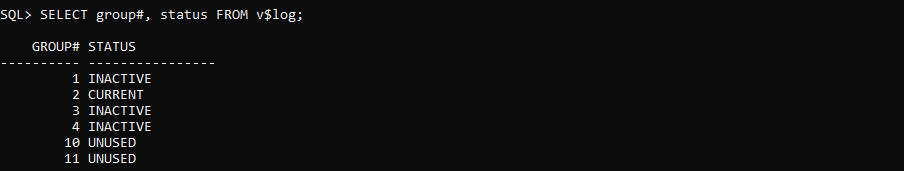 SQL> SELECT group#, status FROM v$log;
GROUP# STATUS
---------- ----------------
1 INACTIVE
2 CURRENT
3 INACTIVE
4 INACTIVE
10 UNUSED
11 UNUSED